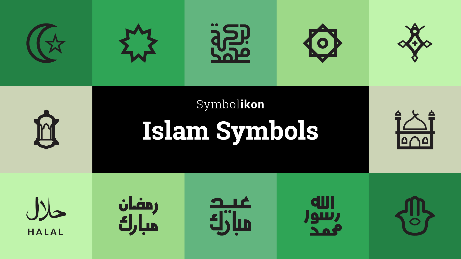 Symbolikon
Islam Symbols
حلال
HALAL
رمضان
مبارك
عيد
مبارك
الله
رسول
محمد